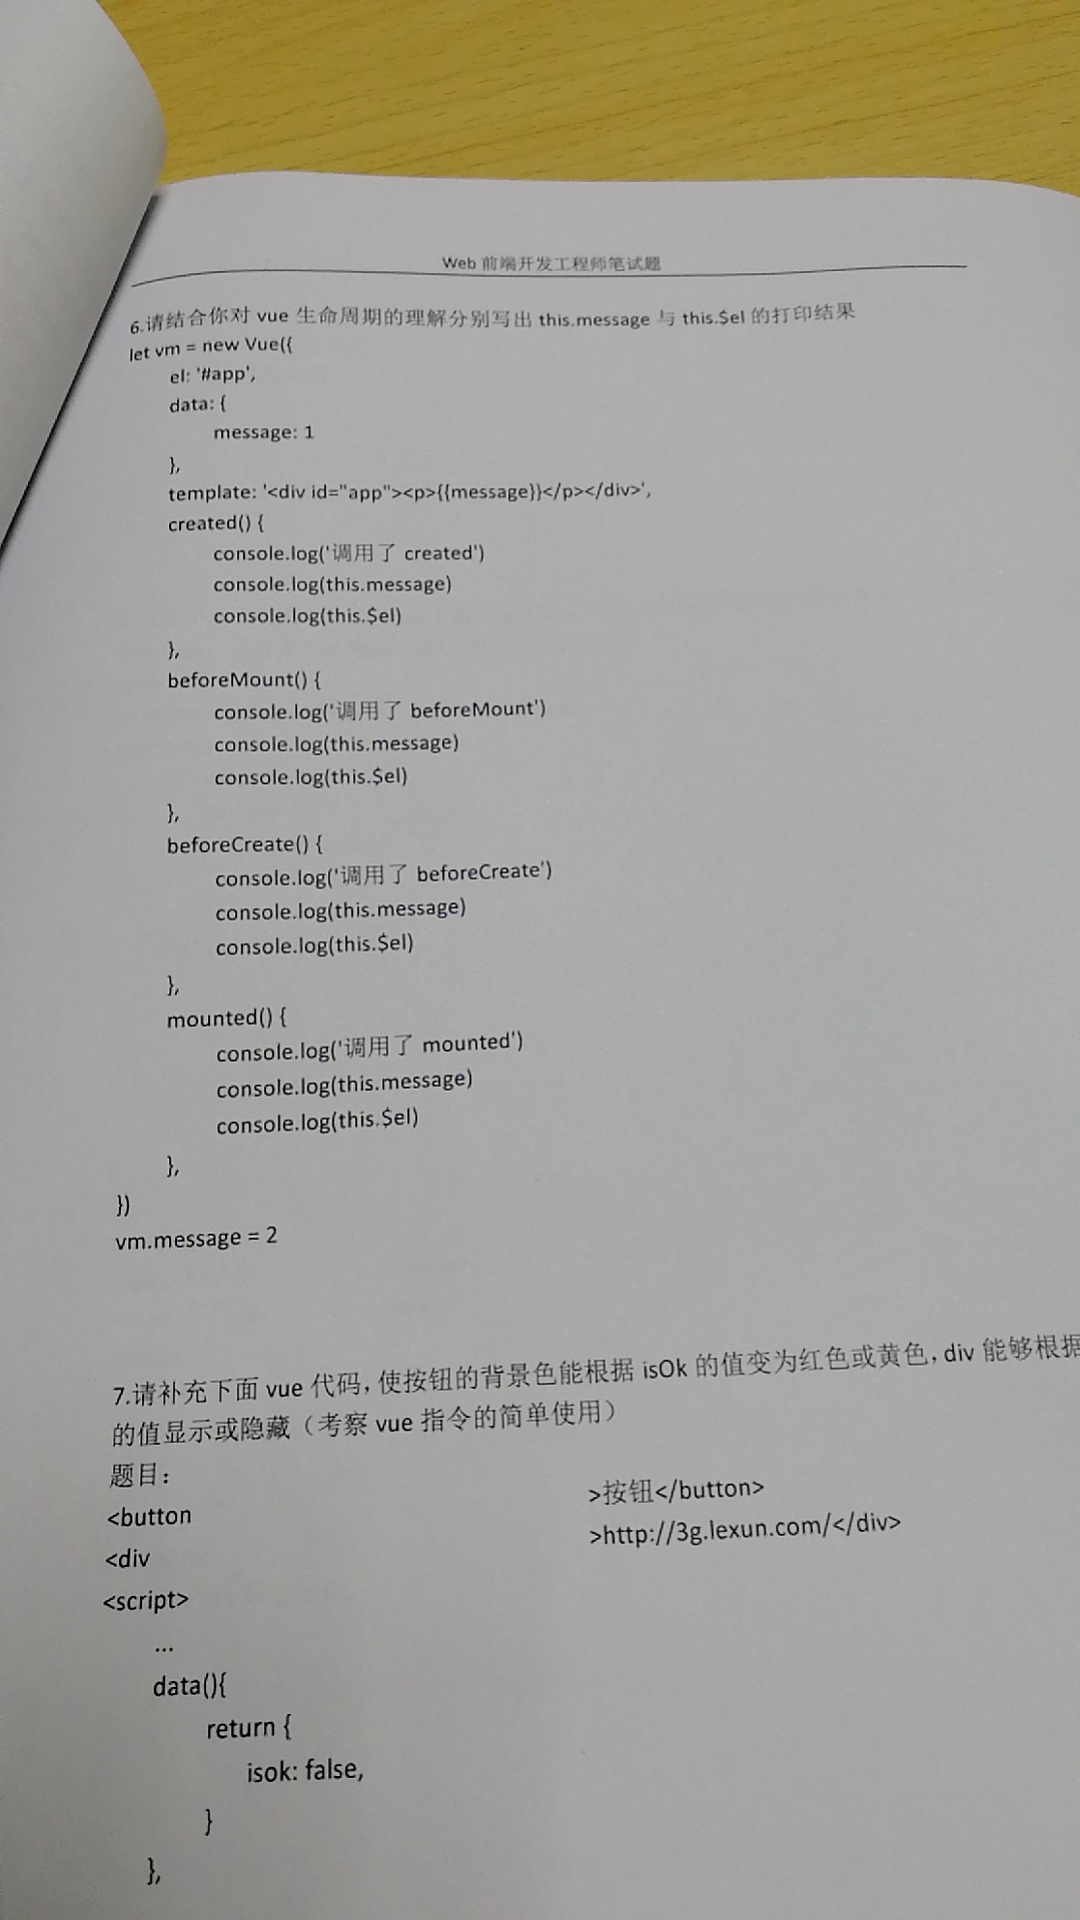 Web 前端开发工程师笔试题
6.请结合你对 vue 生命周期的理解分别写出 this.message 与 this.$el 的打印结果
let vm = new Vue({
el: '#app',
data: {
message: 1
},
template: '<div id="app"><p>{{message}}</p></div>',
created() {
console.log('调用了 created')
console.log(this.message)
console.log(this.$el)
},
beforeMount() {
console.log('调用了 beforeMount')
console.log(this.message)
console.log(this.$el)
},
beforeCreate() {
console.log('调用了 beforeCreate')
console.log(this.message)
console.log(this.$el)
},
mounted() {
console.log('调用了 mounted')
console.log(this.message)
console.log(this.$el)
},
})
vm.message = 2
7.请补充下面 vue 代码，使按钮的背景色能根据 isOk 的值变为红色或黄色，div 能够根据
的值显示或隐藏（考察 vue 指令的简单使用）
题目：
<button >按钮</button>
<div >http://3g.lexun.com/</div>
<script>
...
data(){
return {
isok: false,
}
},